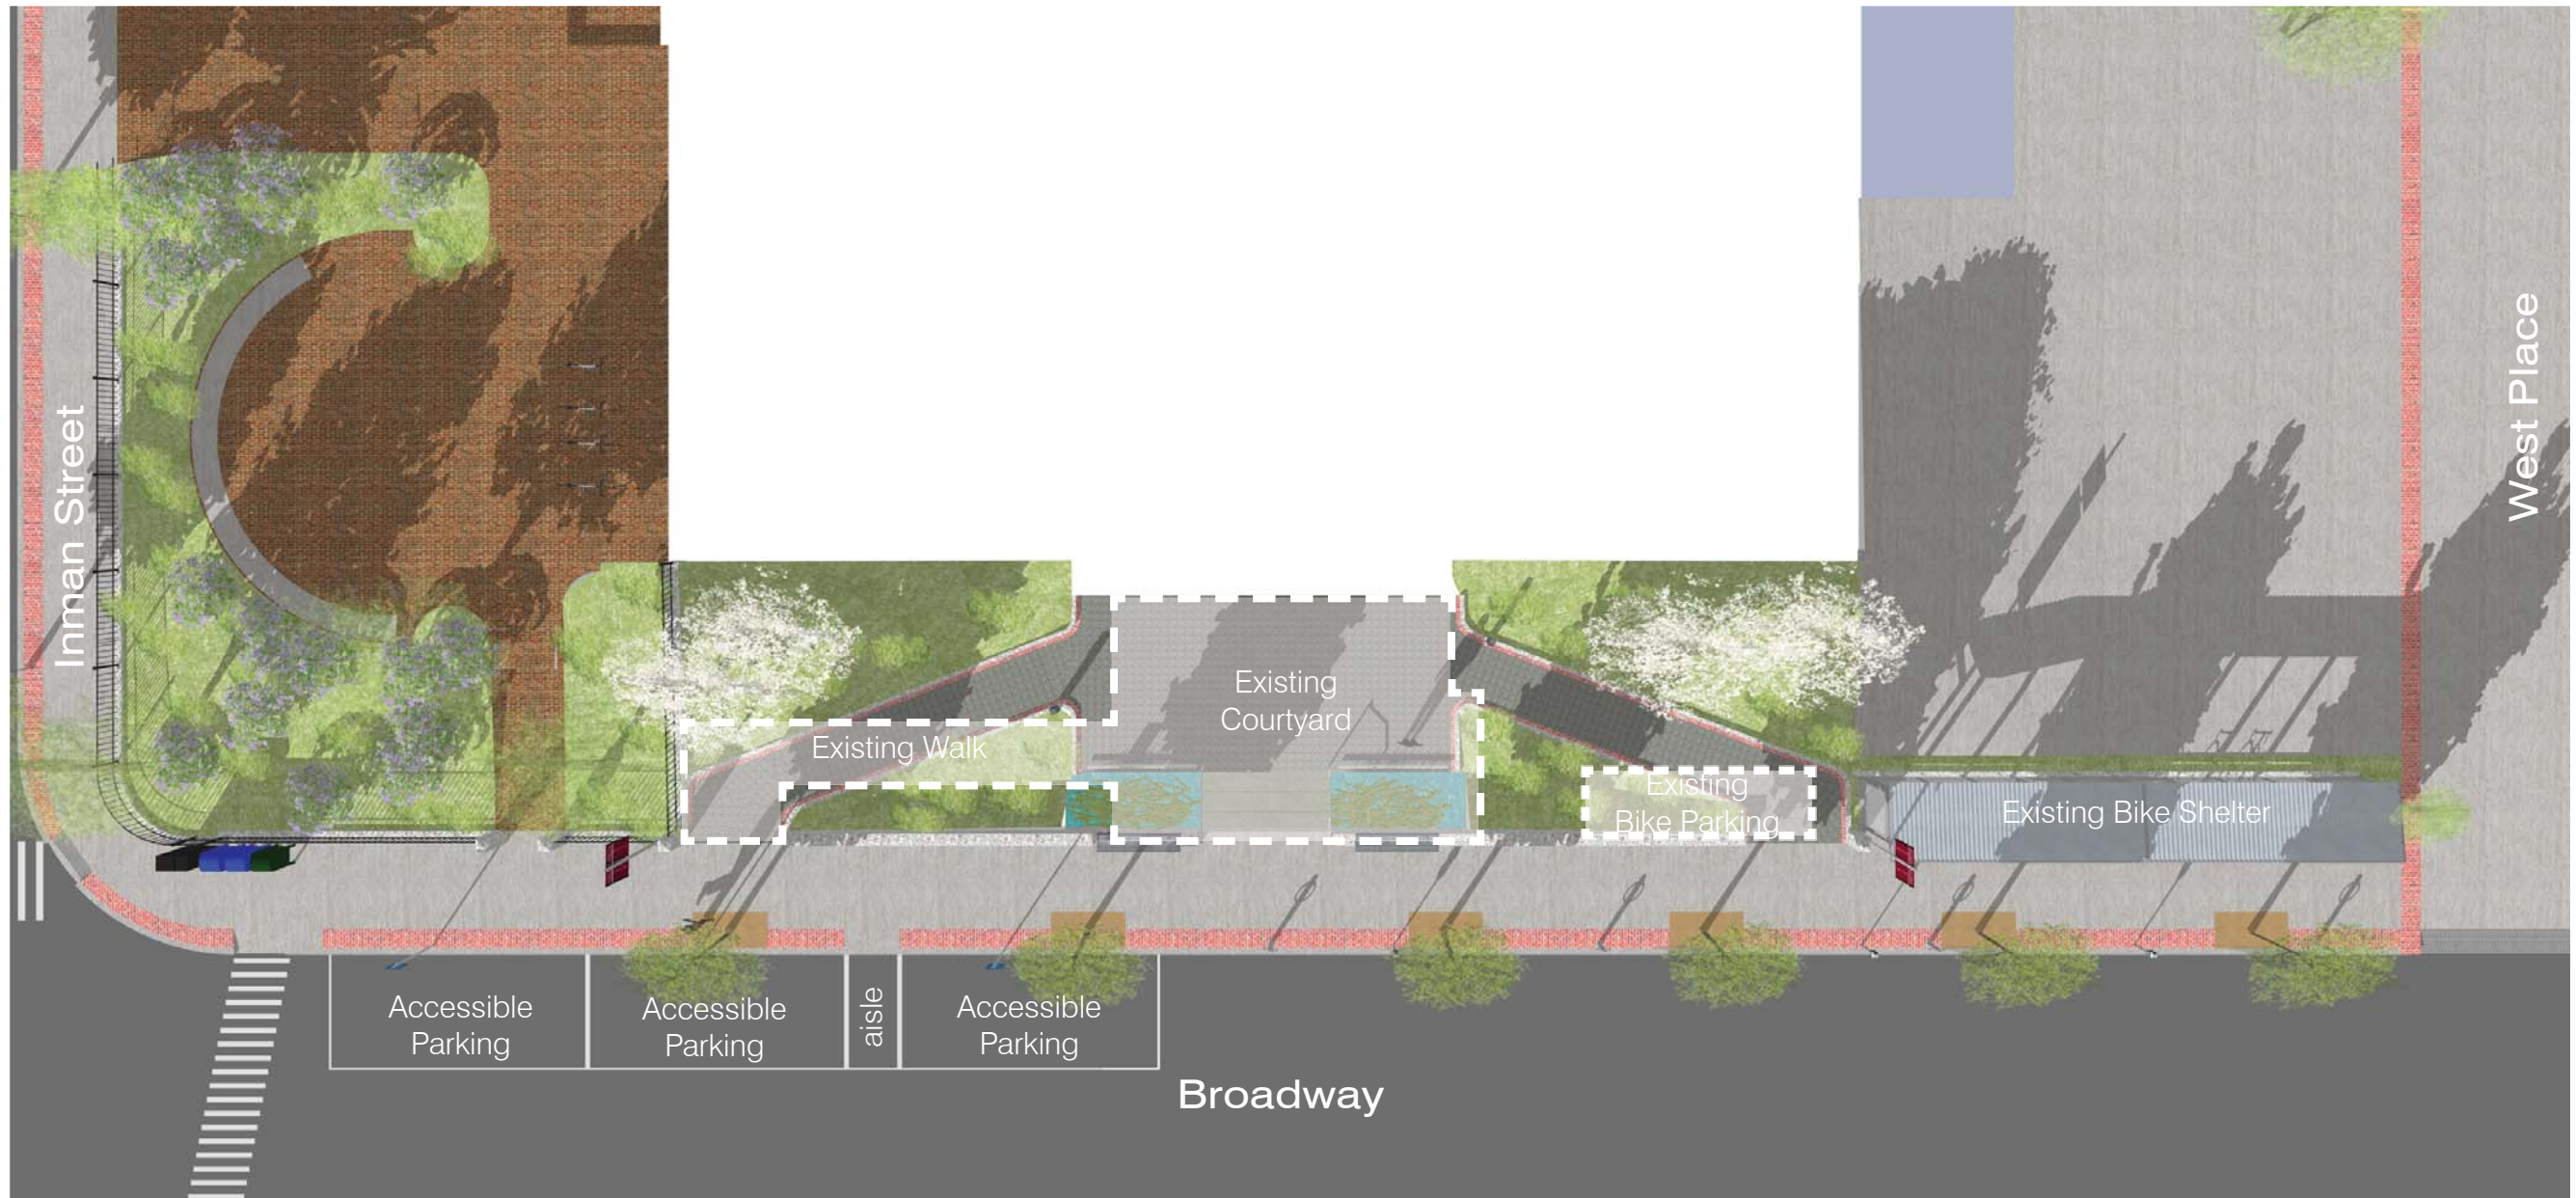 Inman Street
West Place
Existing
Courtyard
Existing Walk
Existing
Bike Parking
Existing Bike Shelter
Accessible
Parking
Accessible
Parking
aisle
Accessible
Parking
Broadway